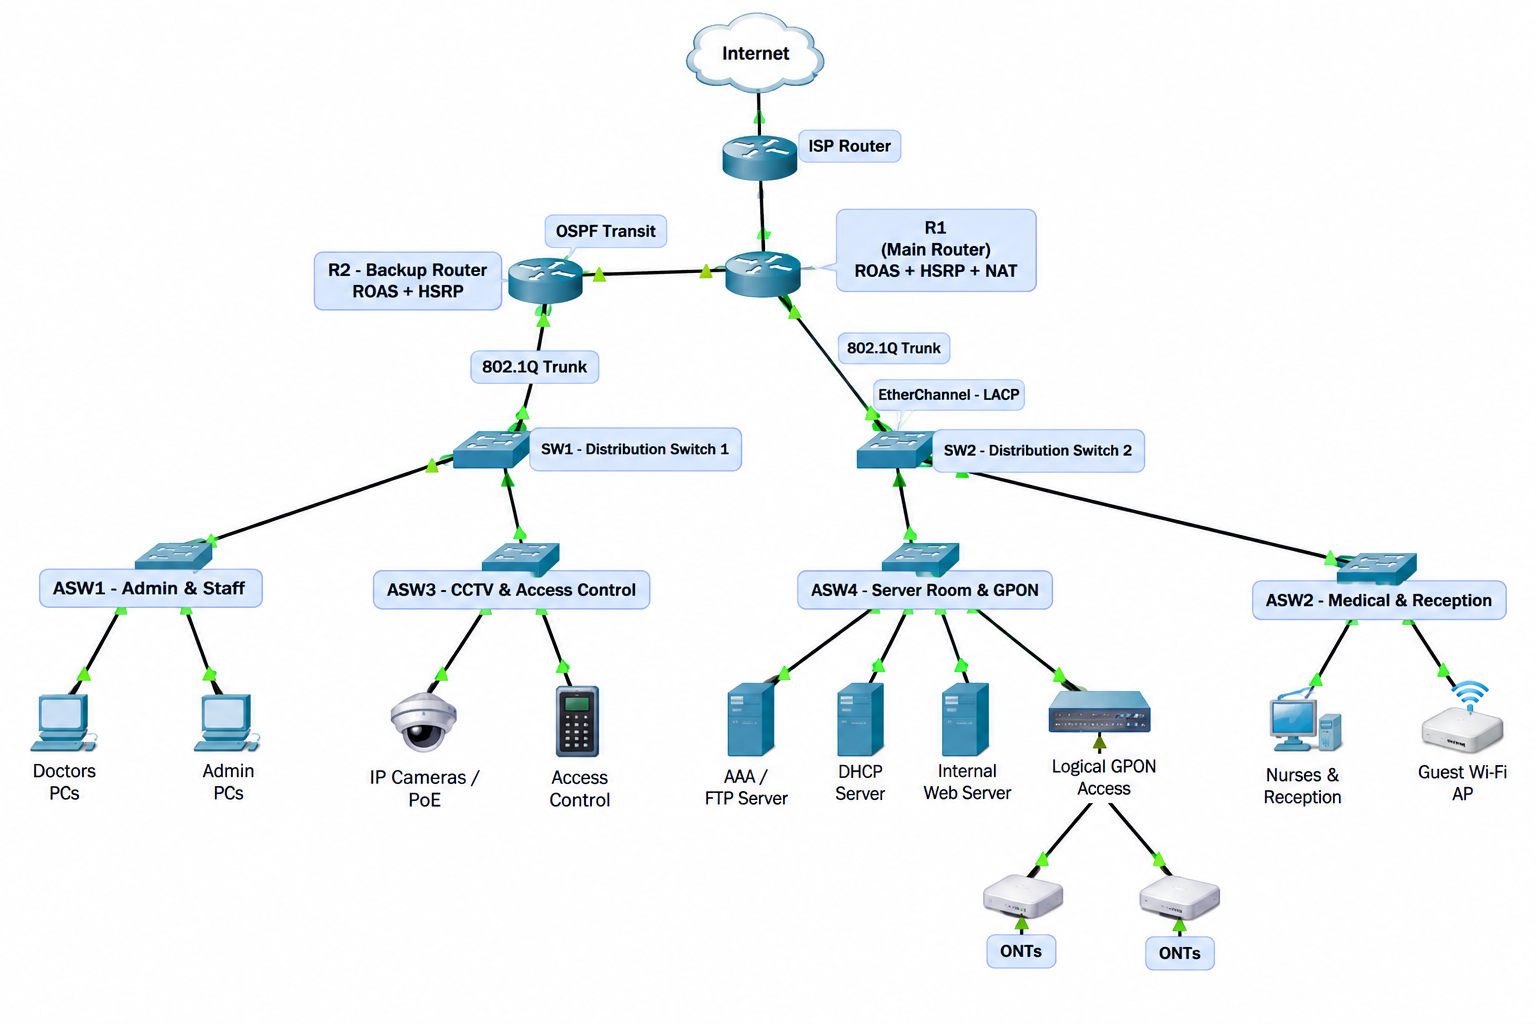 Internet
ISP Router
OSPF Transit
R1
(Main Router)
ROAS + HSRP + NAT
R2 - Backup Router
ROAS + HSRP
802.1Q Trunk
802.1Q Trunk
EtherChannel - LACP
SW1 - Distribution Switch 1
SW2 - Distribution Switch 2
ASW1 - Admin & Staff
ASW3 - CCTV & Access Control
ASW4 - Server Room & GPON
ASW2 - Medical & Reception
Doctors
PCs
Admin
PCs
IP Cameras /
PoE
Access
Control
AAA /
FTP Server
DHCP
Server
Internal
Web Server
Logical GPON
Access
Nurses &
Reception
Guest Wi-Fi
AP
ONTs
ONTs